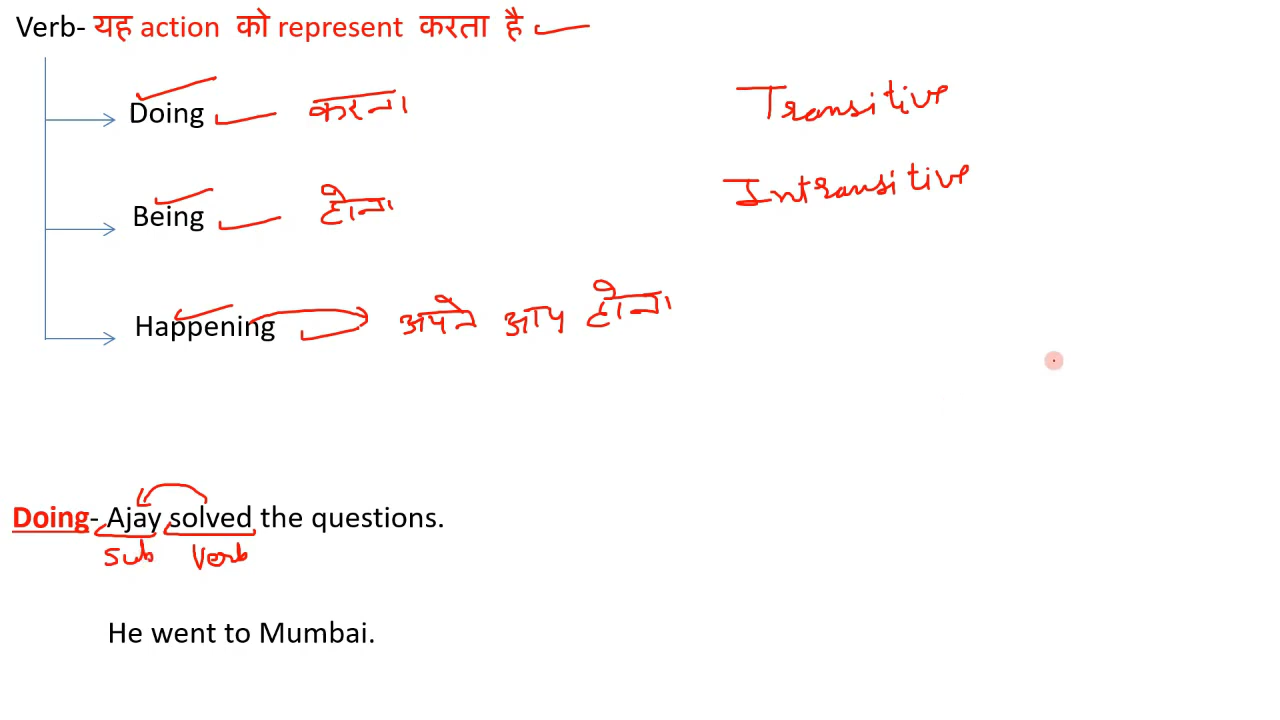 Verb- यह action को represent करता है
Doing करना Transitive
Being होना Intransitive
Happening अपने आप होना
Doing- Ajay solved the questions.
Sub Verb
He went to Mumbai.